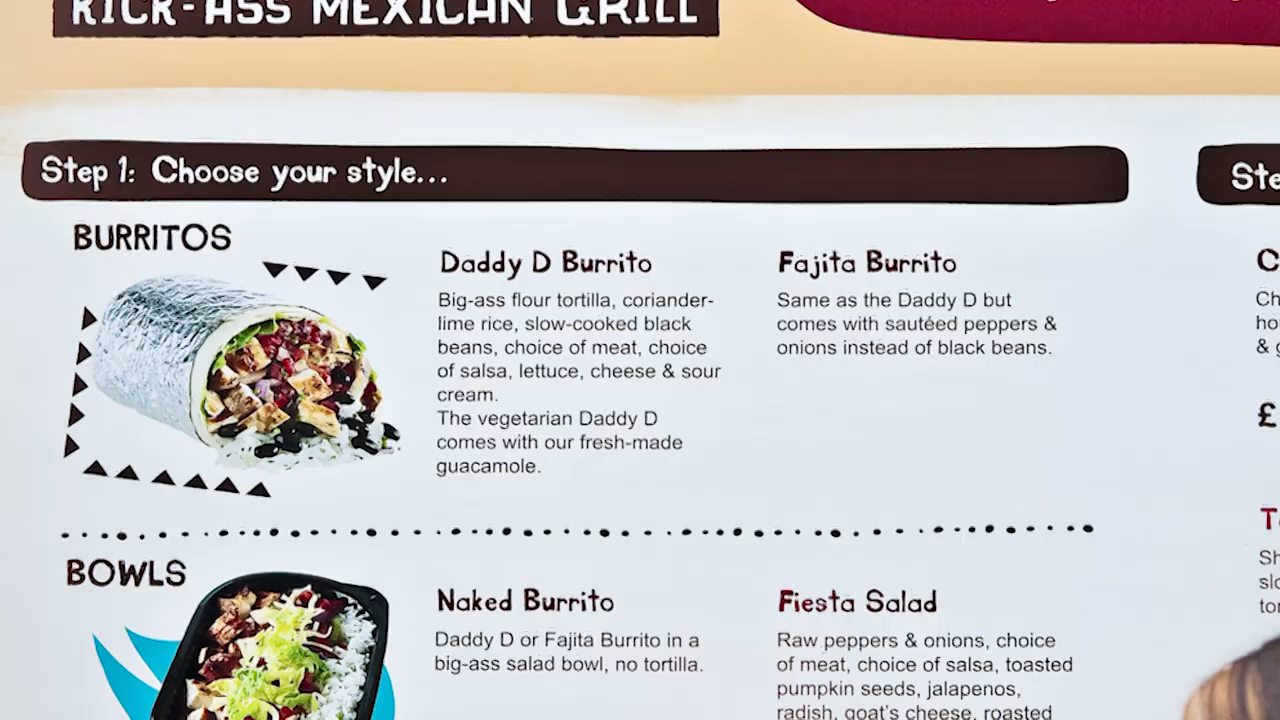 KICK-ASS MEXICAN GRILL
Step 1: Choose your style...
BURRITOS
Daddy D Burrito
Big-ass flour tortilla, coriander-
lime rice, slow-cooked black
beans, choice of meat, choice
of salsa, lettuce, cheese & sour
cream.
The vegetarian Daddy D
comes with our fresh-made
guacamole.
Fajita Burrito
Same as the Daddy D but
comes with sautéed peppers &
onions instead of black beans.
BOWLS
Naked Burrito
Daddy D or Fajita Burrito in a
big-ass salad bowl, no tortilla.
Fiesta Salad
Raw peppers & onions, choice
of meat, choice of salsa, toasted
pumpkin seeds, jalapenos,
radish, goat's cheese, roasted
£
&